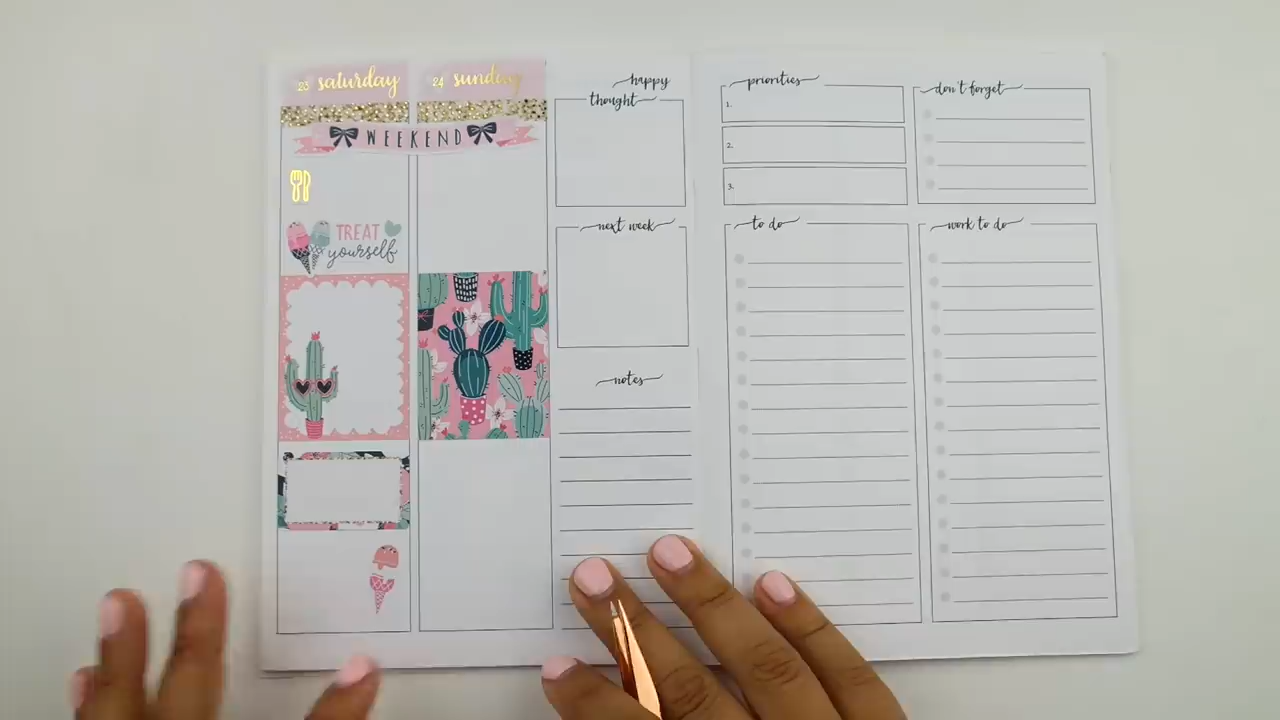 23 saturday
24 sunday
WEEKEND
TREAT
yourself
happy
thought
next week
notes
priorities
1.
2.
3.
don't forget
to do
work to do